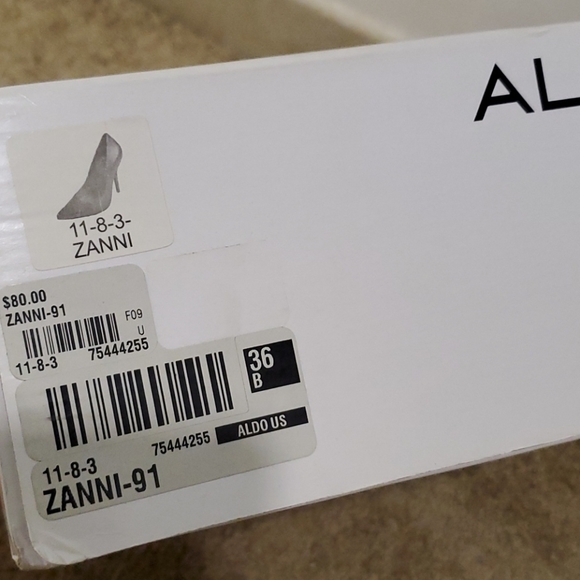 AL
11-8-3-
ZANNI
$80.00
ZANNI-91
F09
U
11-8-3
75444255
36
B
75444255
ALDO US
11-8-3
ZANNI-91